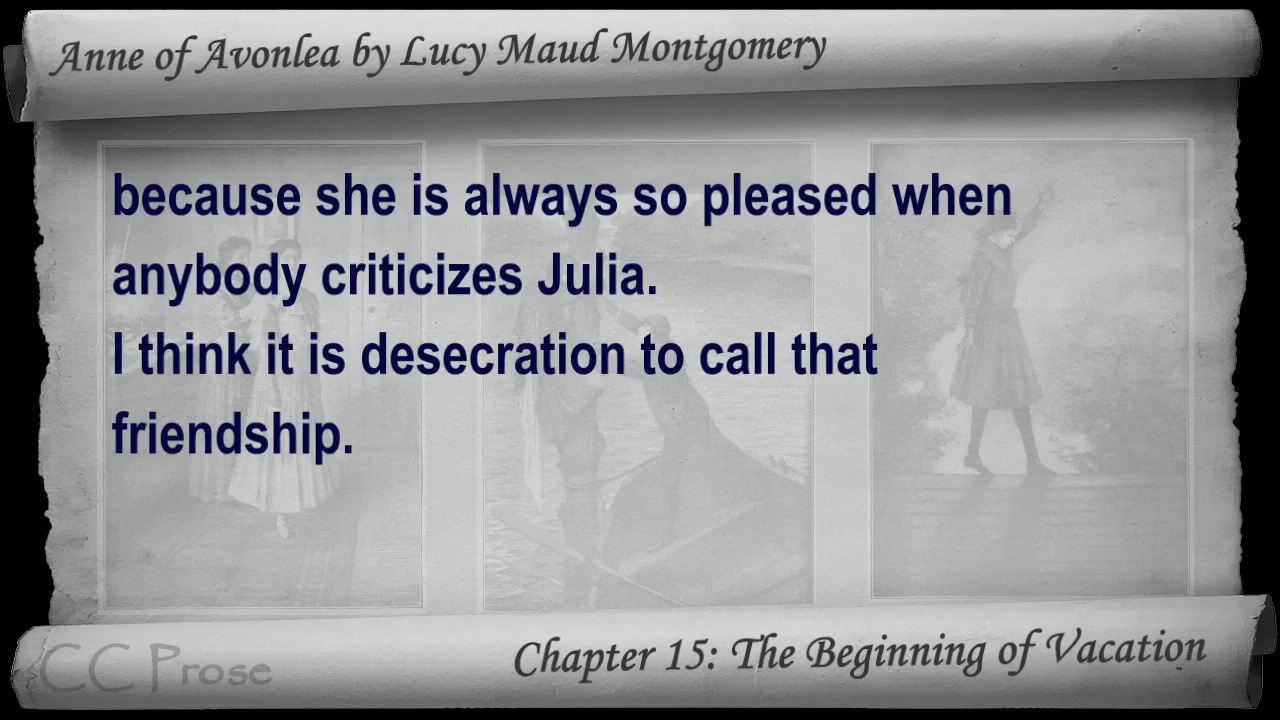 Anne of Avonlea by Lucy Maud Montgomery
because she is always so pleased when
anybody criticizes Julia.
I think it is desecration to call that
friendship.
CC Prose
Chapter 15: The Beginning of Vacation